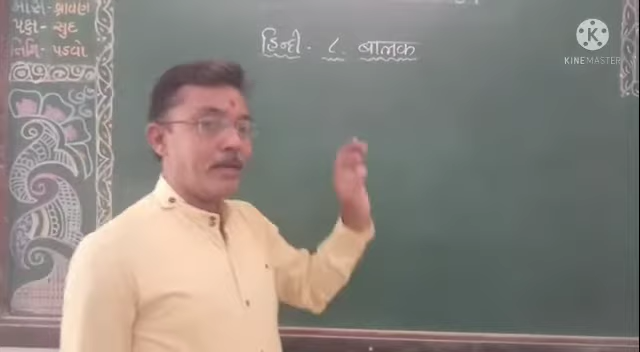 માસ - શ્રાવણ
પક્ષ - સુદ
તિથિ - પડવો
हिन्दी - ८. बालक
K
KINEMASTER